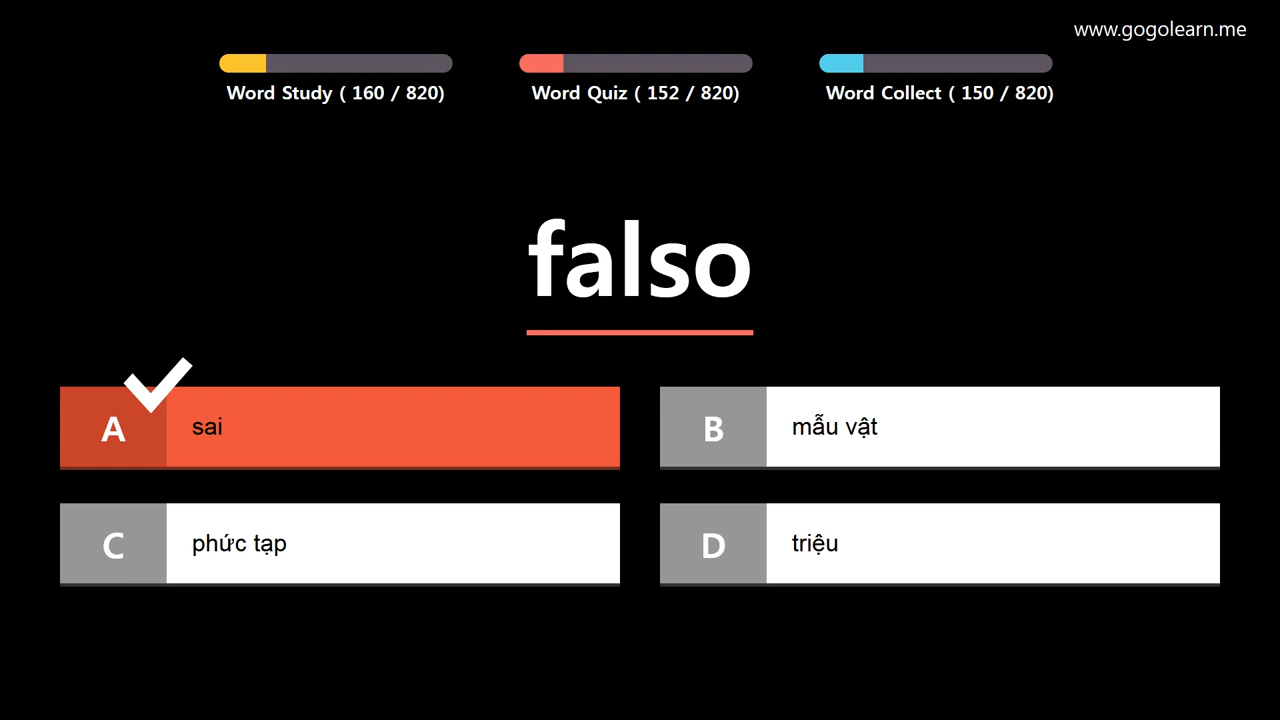 www.gogolearn.me
Word Study ( 160 / 820)
Word Quiz ( 152 / 820)
Word Collect ( 150 / 820)
falso
A sai
B mẫu vật
C phức tạp
D triệu